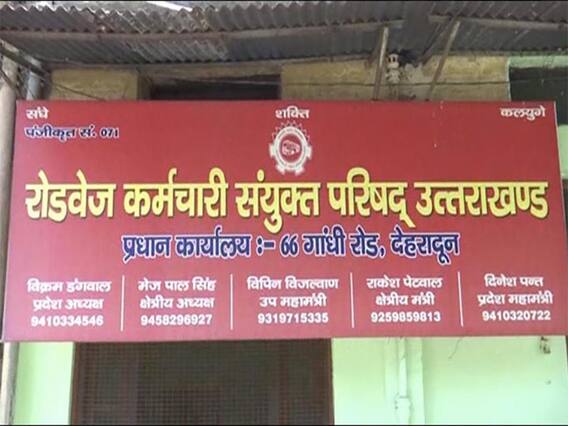 संघे शक्ति कलयुगे
पंजीकृत सं. 071
रोडवेज कर्मचारी संयुक्त परिषद् उत्तराखण्ड
प्रधान कार्यालय :- 66 गांधी रोड, देहरादून
विक्रम डंगवाल
प्रदेश अध्यक्ष
9410334546
मेज पाल सिंह
क्षेत्रीय अध्यक्ष
9458296927
विपिन विजल्वाण
उप महामंत्री
9319715335
राकेश पेटवाल
क्षेत्रीय मंत्री
9259859813
दिनेश पन्त
प्रदेश महामंत्री
9410320722